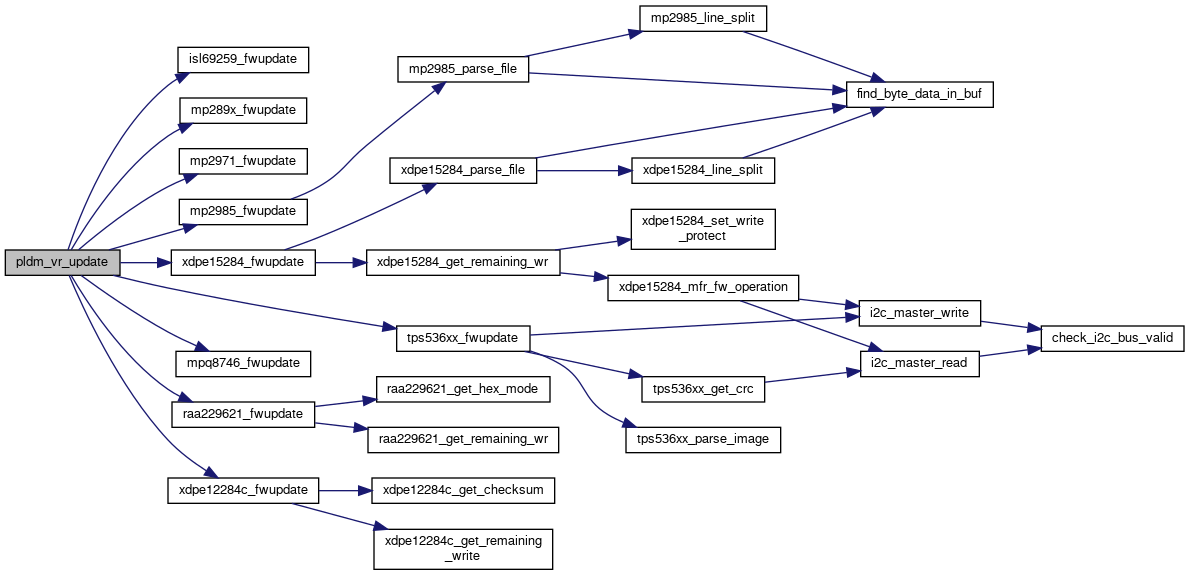 mp2985_line_split
isl69259_fwupdate
mp2985_parse_file
find_byte_data_in_buf
mp289x_fwupdate
mp2971_fwupdate
xdpe15284_parse_file
xdpe15284_line_split
mp2985_fwupdate
xdpe15284_set_write
_protect
pldm_vr_update
xdpe15284_fwupdate
xdpe15284_get_remaining_wr
xdpe15284_mfr_fw_operation
i2c_master_write
tps536xx_fwupdate
check_i2c_bus_valid
mpq8746_fwupdate
i2c_master_read
raa229621_get_hex_mode
tps536xx_get_crc
raa229621_fwupdate
raa229621_get_remaining_wr
tps536xx_parse_image
xdpe12284c_fwupdate
xdpe12284c_get_checksum
xdpe12284c_get_remaining
_write